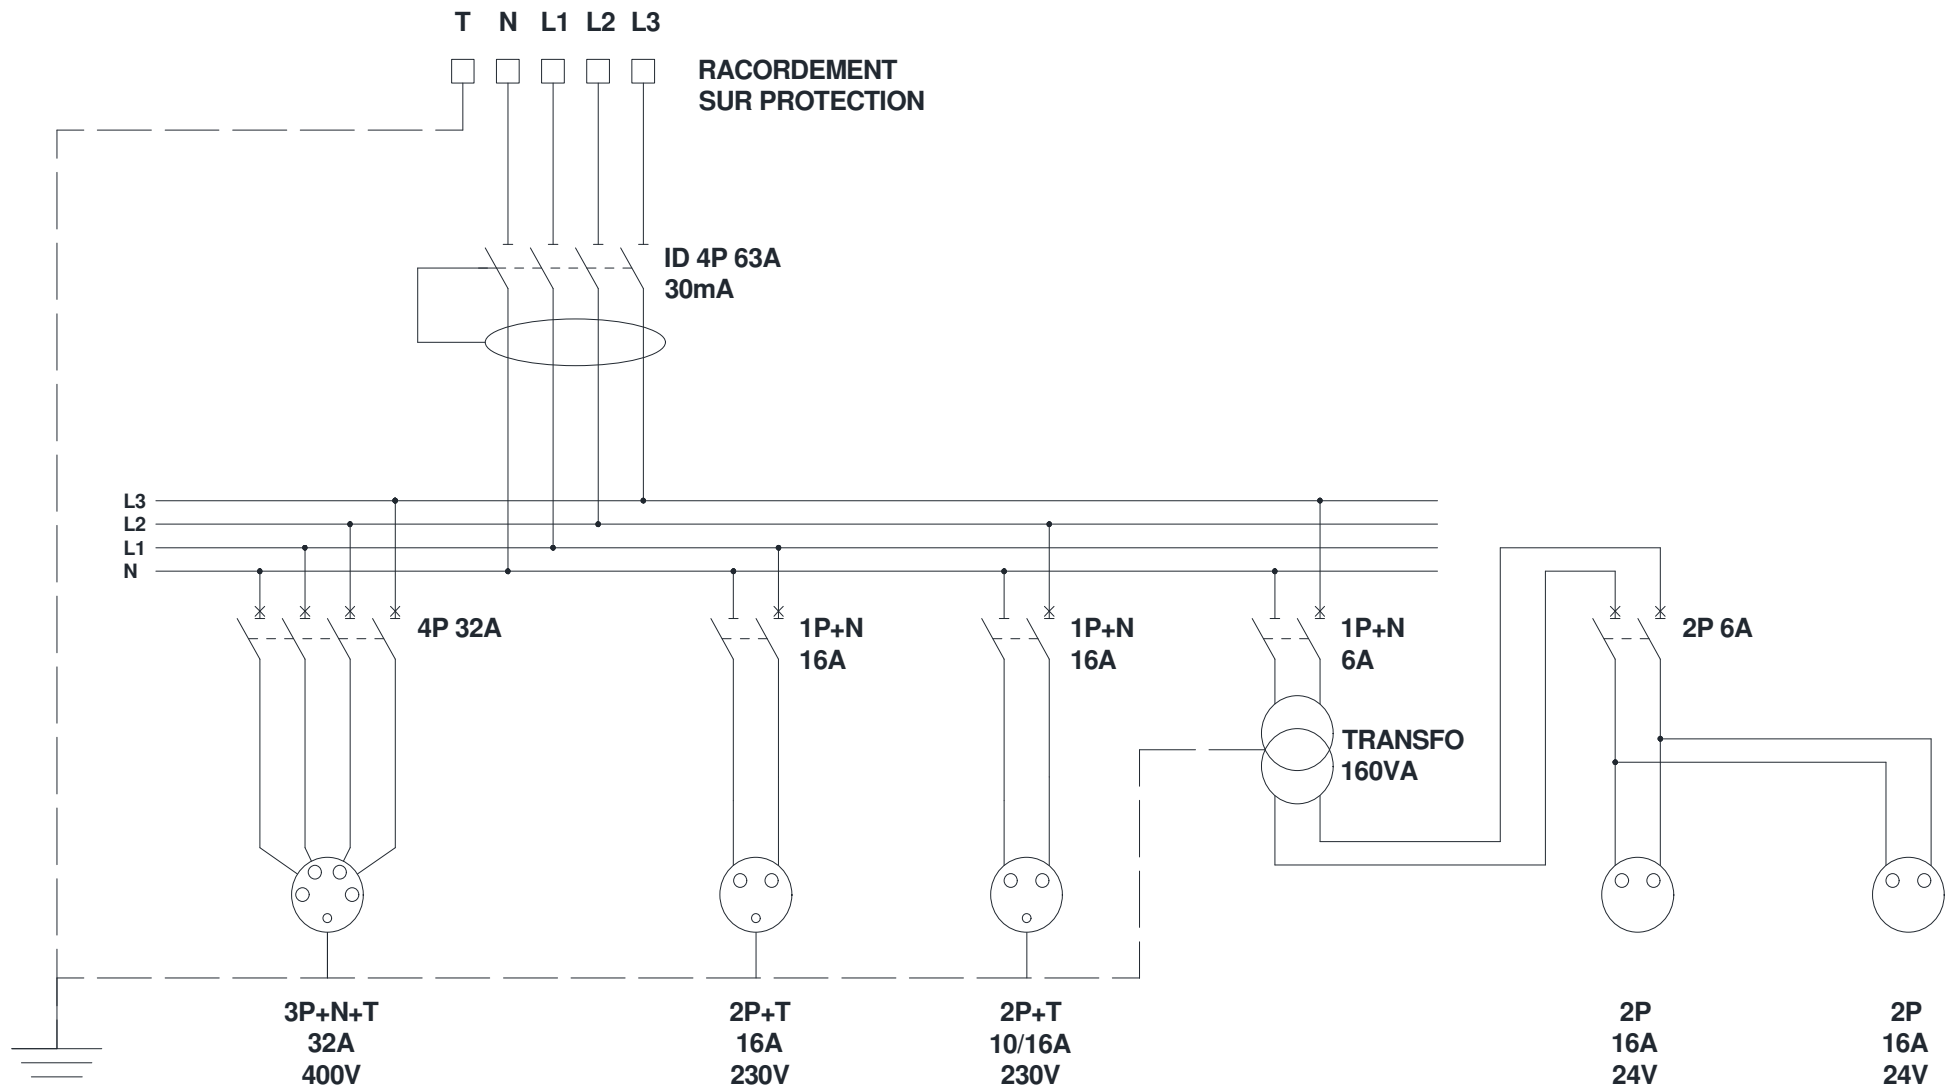 T N L1 L2 L3
RACORDEMENT
SUR PROTECTION
ID 4P 63A
30mA
L3
L2
L1
N
4P 32A
1P+N
16A
1P+N
16A
1P+N
6A
2P 6A
TRANSFO
160VA
3P+N+T
32A
400V
2P+T
16A
230V
2P+T
10/16A
230V
2P
16A
24V
2P
16A
24V